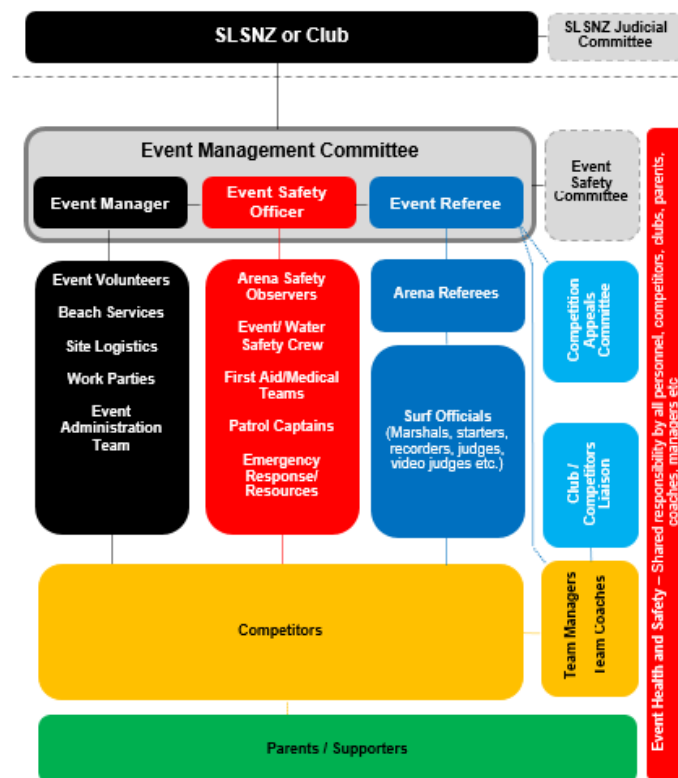 SLSNZ or Club
SLSNZ Judicial
Committee
Event Management Committee
Event Manager
Event Safety
Officer
Event Referee
Event
Safety
Committee
Event Volunteers
Beach Services
Site Logistics
Work Parties
Event
Administration
Team
Arena Safety
Observers
Event/ Water
Safety Crew
First Aid/Medical
Teams
Patrol Captains
Emergency
Response/
Resources
Arena Referees
Surf Officials
(Marshals, starters,
recorders, judges,
video judges etc.)
Competition
Appeals
Committee
Club /
Competitors
Liaison
Competitors
Team Managers
Team Coaches
Parents / Supporters
Event Health and Safety – Shared responsibility by all personnel, competitors, clubs, parents,
coaches, managers etc